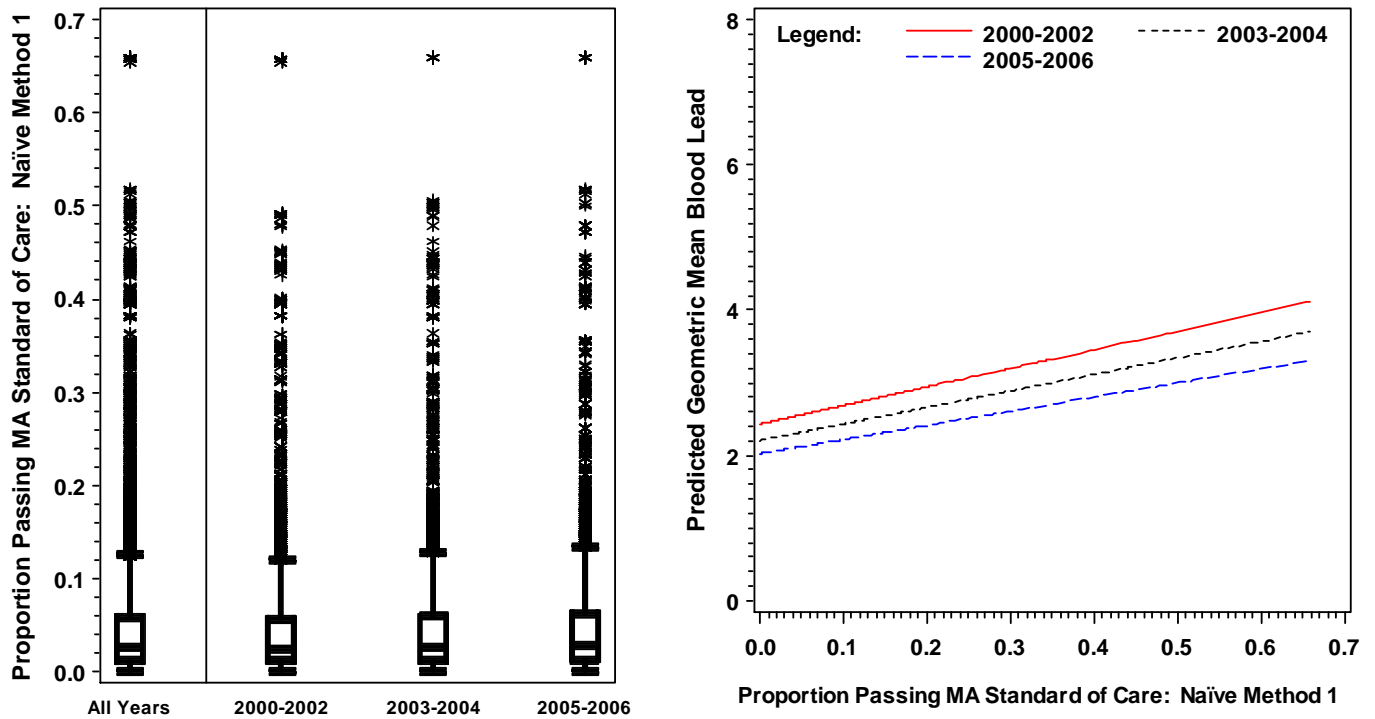 Proportion Passing MA Standard of Care: Naïve Method 1
0.7
0.6
0.5
0.4
0.3
0.2
0.1
0.0
All Years 2000-2002 2003-2004 2005-2006
Predicted Geometric Mean Blood Lead
8
6
4
2
0
Legend: 2000-2002 2003-2004
2005-2006
0.0 0.1 0.2 0.3 0.4 0.5 0.6 0.7
Proportion Passing MA Standard of Care: Naïve Method 1